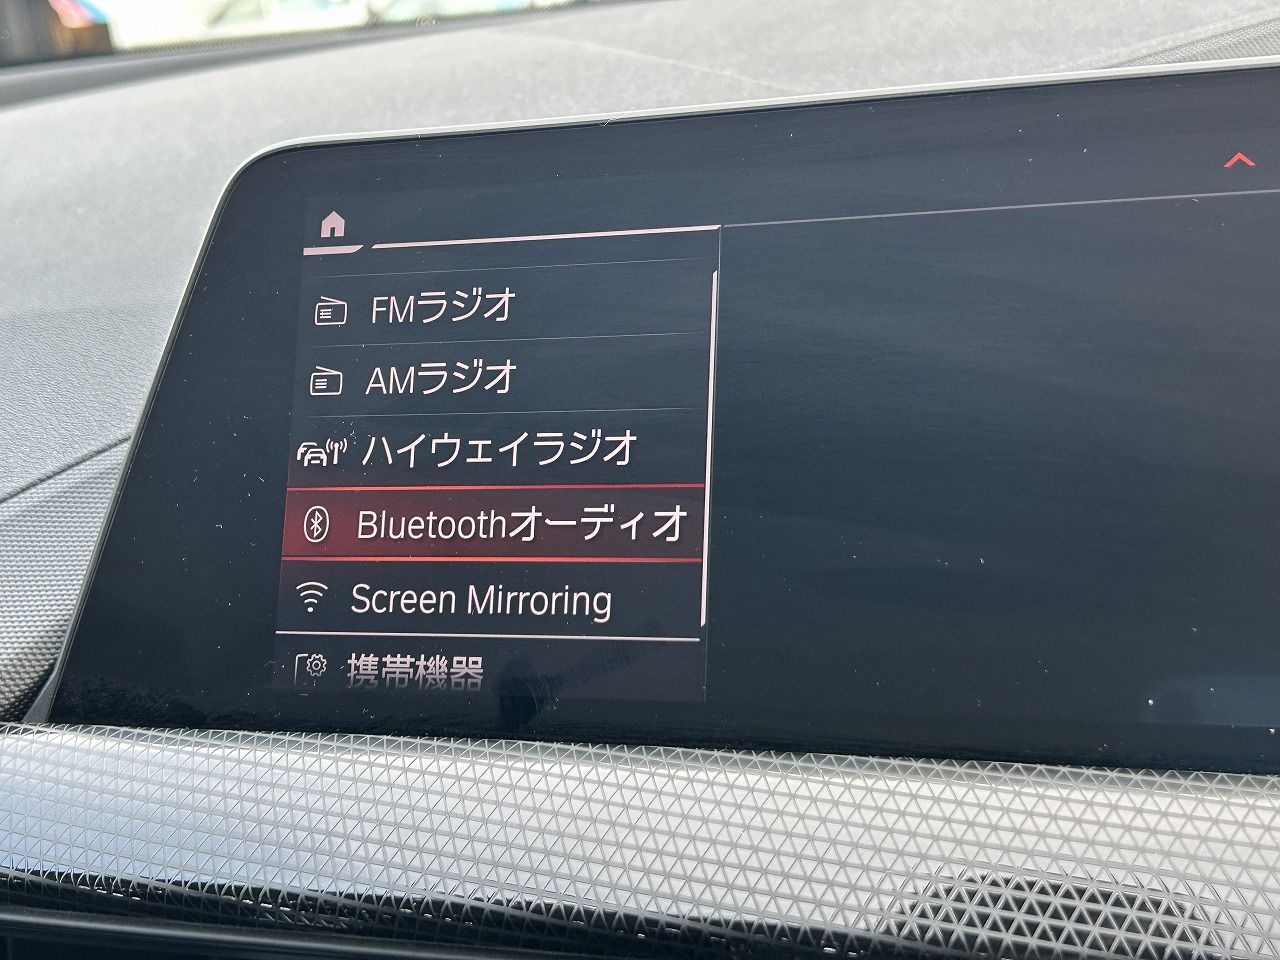 FMラジオ
AMラジオ
ハイウェイラジオ
Bluetoothオーディオ
Screen Mirroring
携帯機器